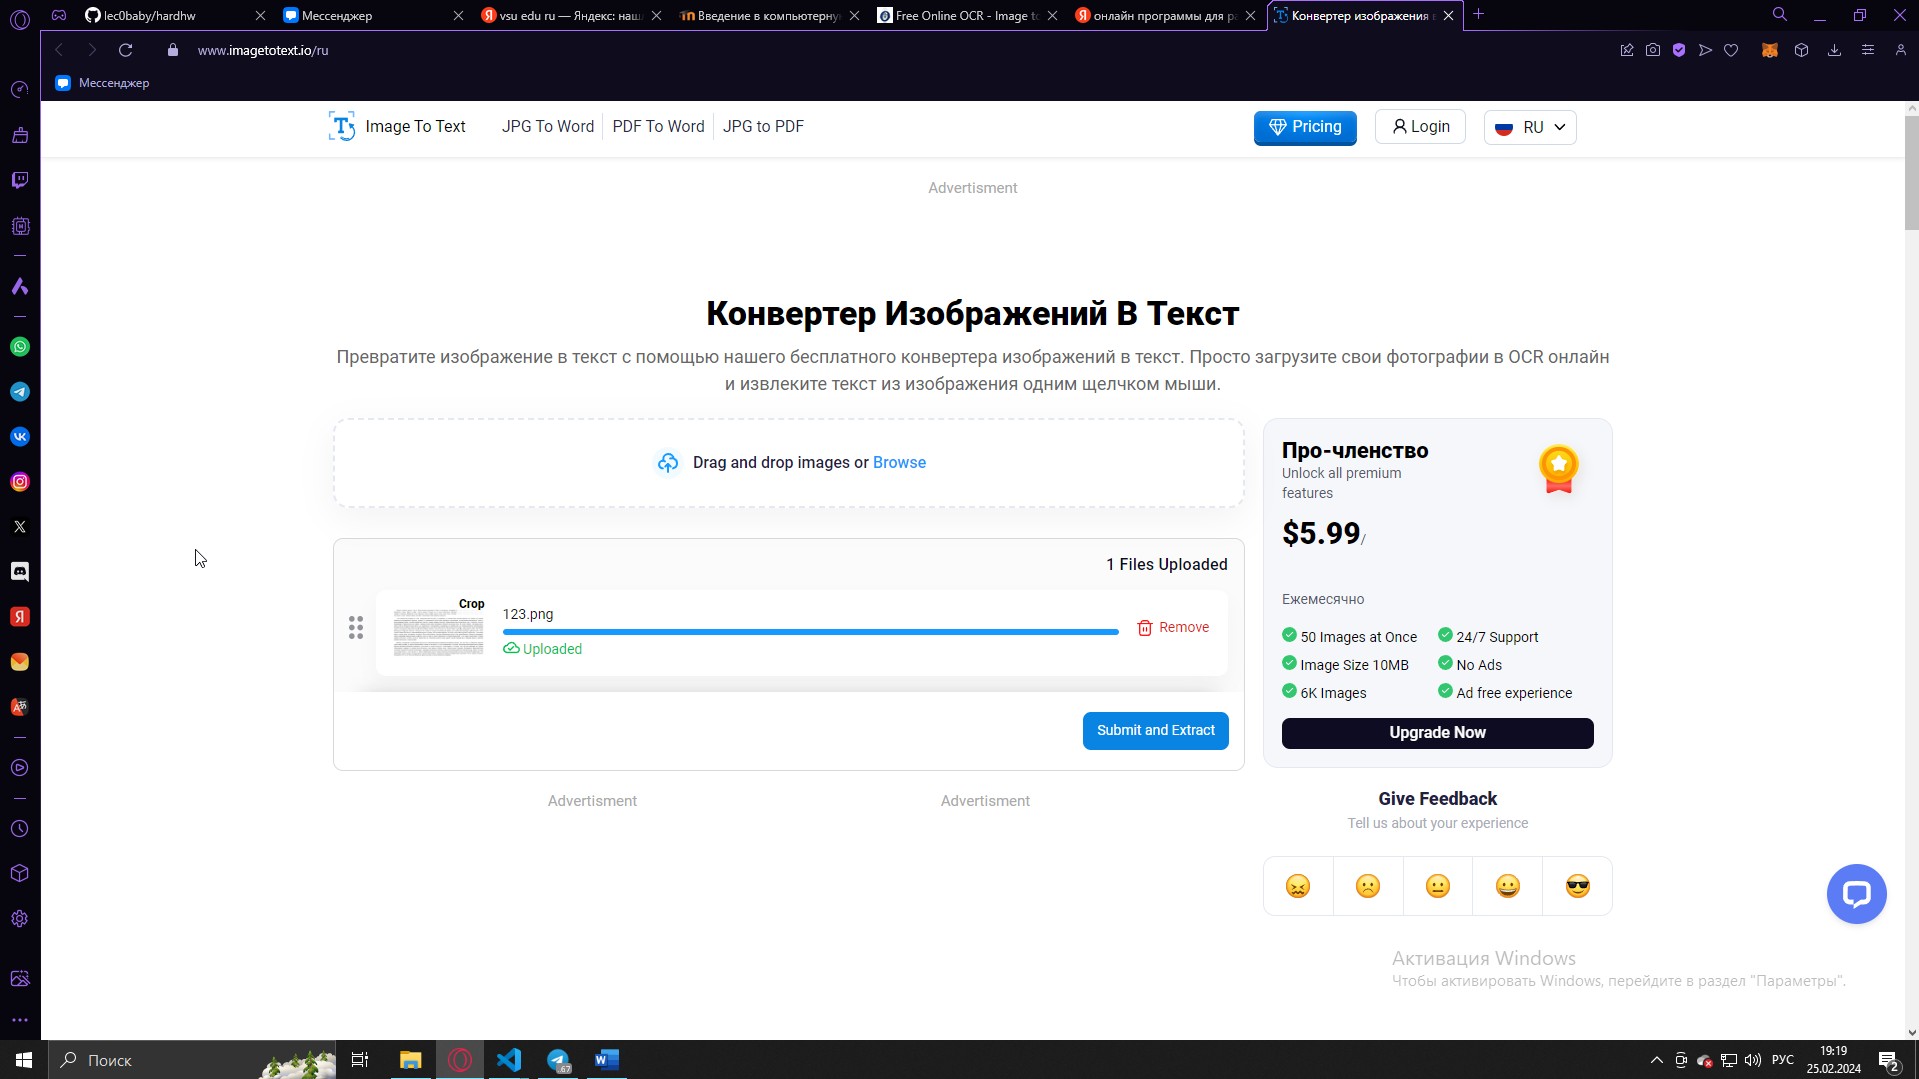 lec0baby/hardhw
Мессенджер
vsu edu ru — Яндекс: наш
Введение в компьютерну
Free Online OCR - Image to
онлайн программы для ра
Конвертер изображения в
www.imagetotext.io/ru
Мессенджер
Image To Text
JPG To Word
PDF To Word
JPG to PDF
Pricing
Login
RU
Advertisment
Конвертер Изображений В Текст
Превратите изображение в текст с помощью нашего бесплатного конвертера изображений в текст. Просто загрузите свои фотографии в OCR онлайн
и извлеките текст из изображения одним щелчком мыши.
Drag and drop images or Browse
1 Files Uploaded
Crop
123.png
Uploaded
Remove
Submit and Extract
Advertisment
Advertisment
Про-членство
Unlock all premium
features
$5.99/
Ежемесячно
50 Images at Once
24/7 Support
Image Size 10MB
No Ads
6K Images
Ad free experience
Upgrade Now
Give Feedback
Tell us about your experience
Активация Windows
Чтобы активировать Windows, перейдите в раздел "Параметры".
Поиск
67
РУС
19:19
25.02.2024
2